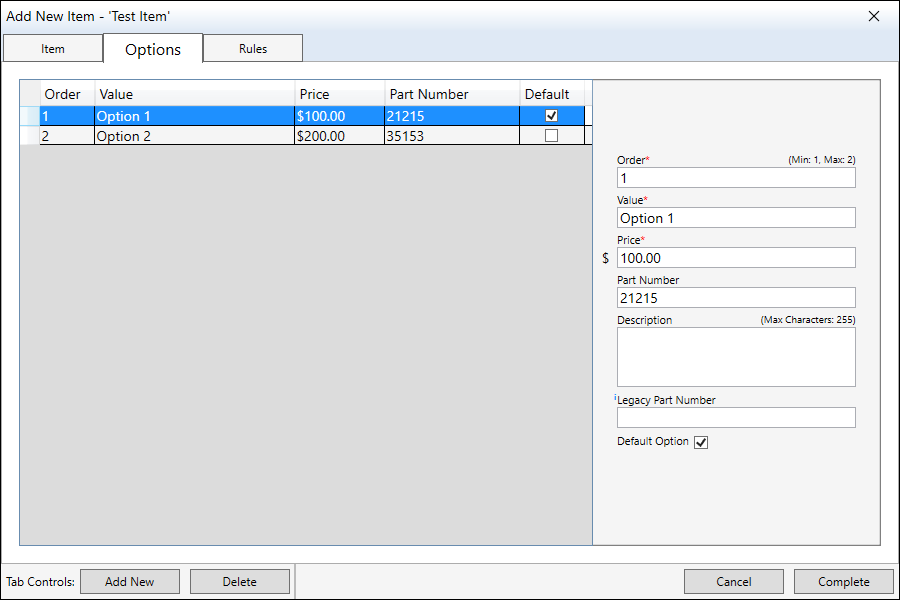 Add New Item - 'Test Item'
Item Options Rules
Order Value Price Part Number Default
1 Option 1 $100.00 21215
2 Option 2 $200.00 35153
Order* (Min: 1, Max: 2)
1
Value*
Option 1
Price*
$ 100.00
Part Number
21215
Description (Max Characters: 255)
iLegacy Part Number
Default Option
Tab Controls: Add New Delete Cancel Complete